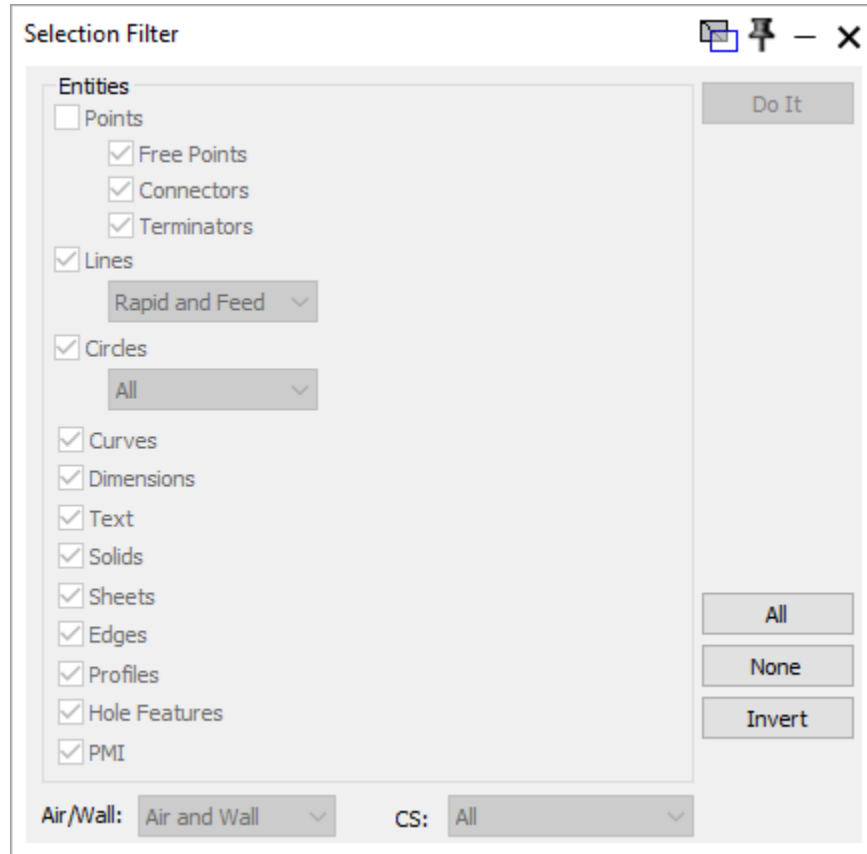 Selection Filter
Entities
Do It
Points
Free Points
Connectors
Terminators
Lines
Rapid and Feed
Circles
All
Curves
Dimensions
Text
Solids
Sheets
All
Edges
None
Profiles
Hole Features
Invert
PMI
Air/Wall: Air and Wall CS: All